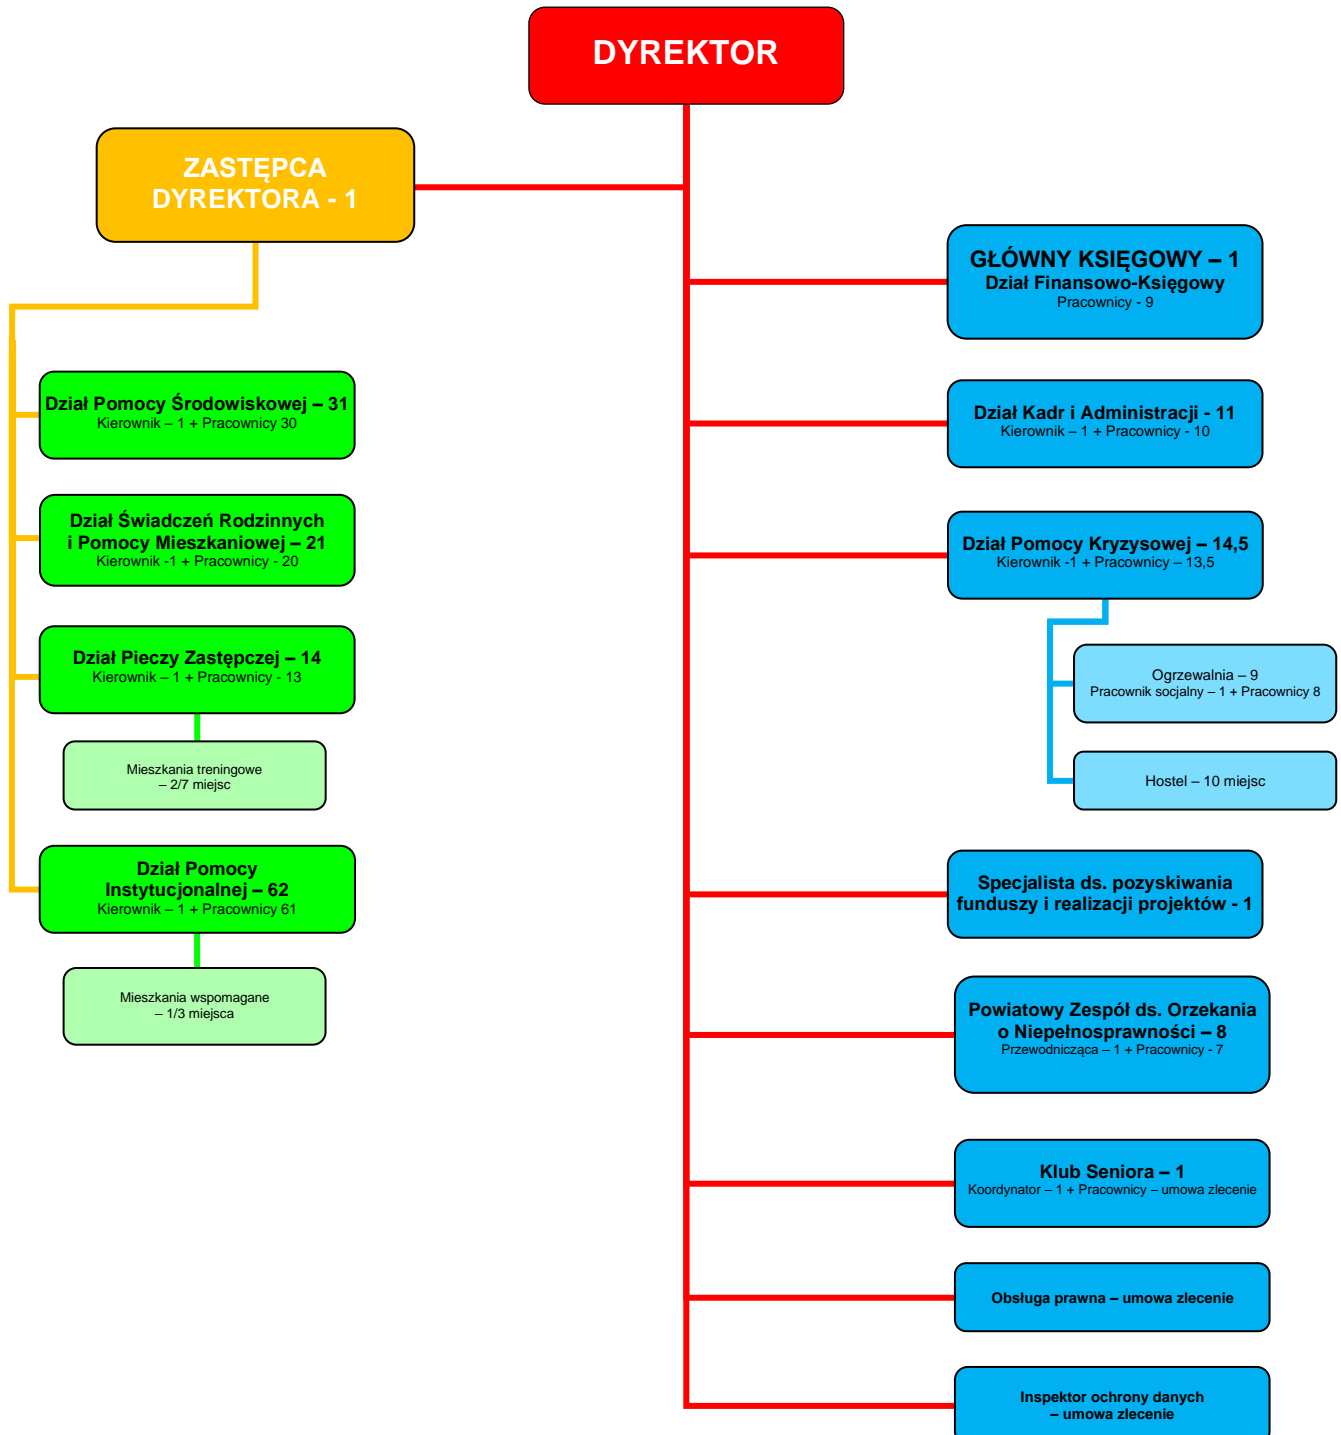 DYREKTOR
ZASTĘPCA
DYREKTORA - 1
GŁÓWNY KSIĘGOWY – 1
Dział Finansowo-Księgowy
Pracownicy - 9
Dział Pomocy Środowiskowej – 31
Kierownik – 1 + Pracownicy 30
Dział Kadr i Administracji - 11
Kierownik – 1 + Pracownicy - 10
Dział Świadczeń Rodzinnych
i Pomocy Mieszkaniowej – 21
Kierownik -1 + Pracownicy - 20
Dział Pomocy Kryzysowej – 14,5
Kierownik -1 + Pracownicy – 13,5
Dział Pieczy Zastępczej – 14
Kierownik – 1 + Pracownicy - 13
Ogrzewalnia – 9
Pracownik socjalny – 1 + Pracownicy 8
Mieszkania treningowe
– 2/7 miejsc
Hostel – 10 miejsc
Dział Pomocy
Instytucjonalnej – 62
Kierownik – 1 + Pracownicy 61
Specjalista ds. pozyskiwania
funduszy i realizacji projektów - 1
Mieszkania wspomagane
– 1/3 miejsca
Powiatowy Zespół ds. Orzekania
o Niepełnosprawności – 8
Przewodnicząca – 1 + Pracownicy - 7
Klub Seniora – 1
Koordynator – 1 + Pracownicy – umowa zlecenie
Obsługa prawna – umowa zlecenie
Inspektor ochrony danych
– umowa zlecenie